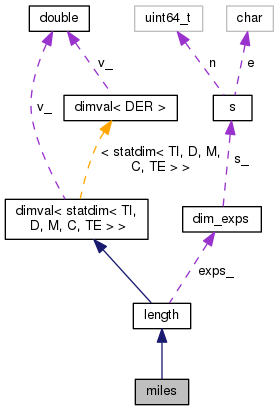 double
uint64_t
char
v_
n
e
v_
dimval< DER >
s
< statdim< TI, D, M,
C, TE > >
s_
dimval< statdim< TI,
D, M, C, TE > >
dim_exps
exps_
length
miles